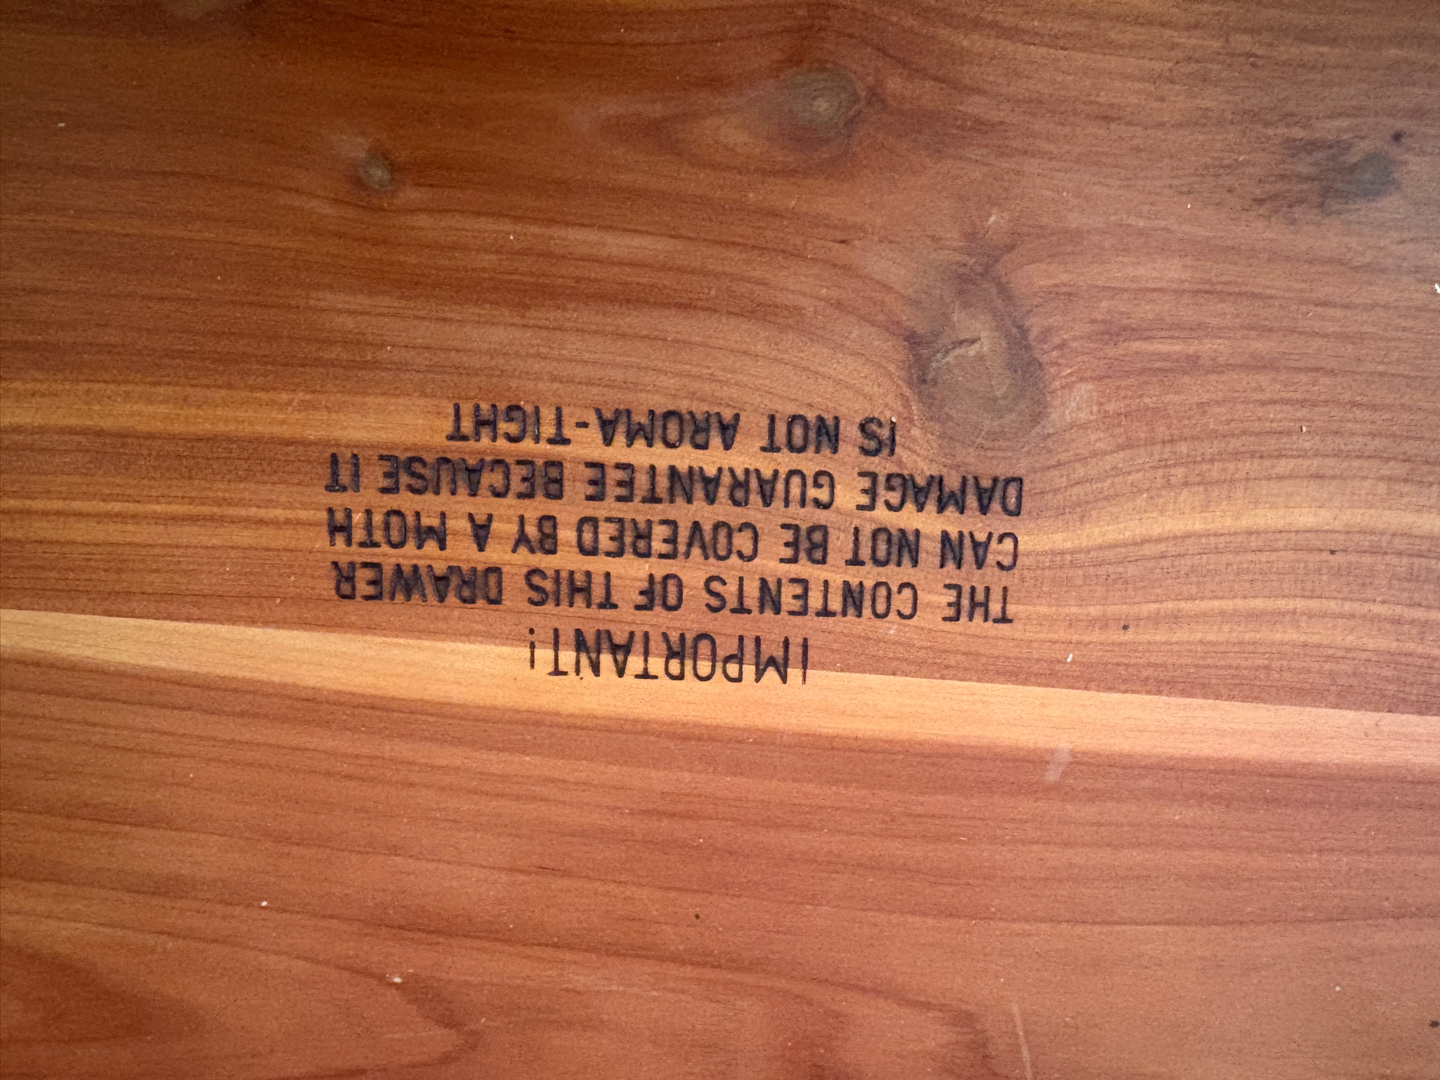 IMPORTANT!
THE CONTENTS OF THIS DRAWER
CAN NOT BE COVERED BY A MOTH
DAMAGE GUARANTEE BECAUSE IT
IS NOT AROMA-TIGHT